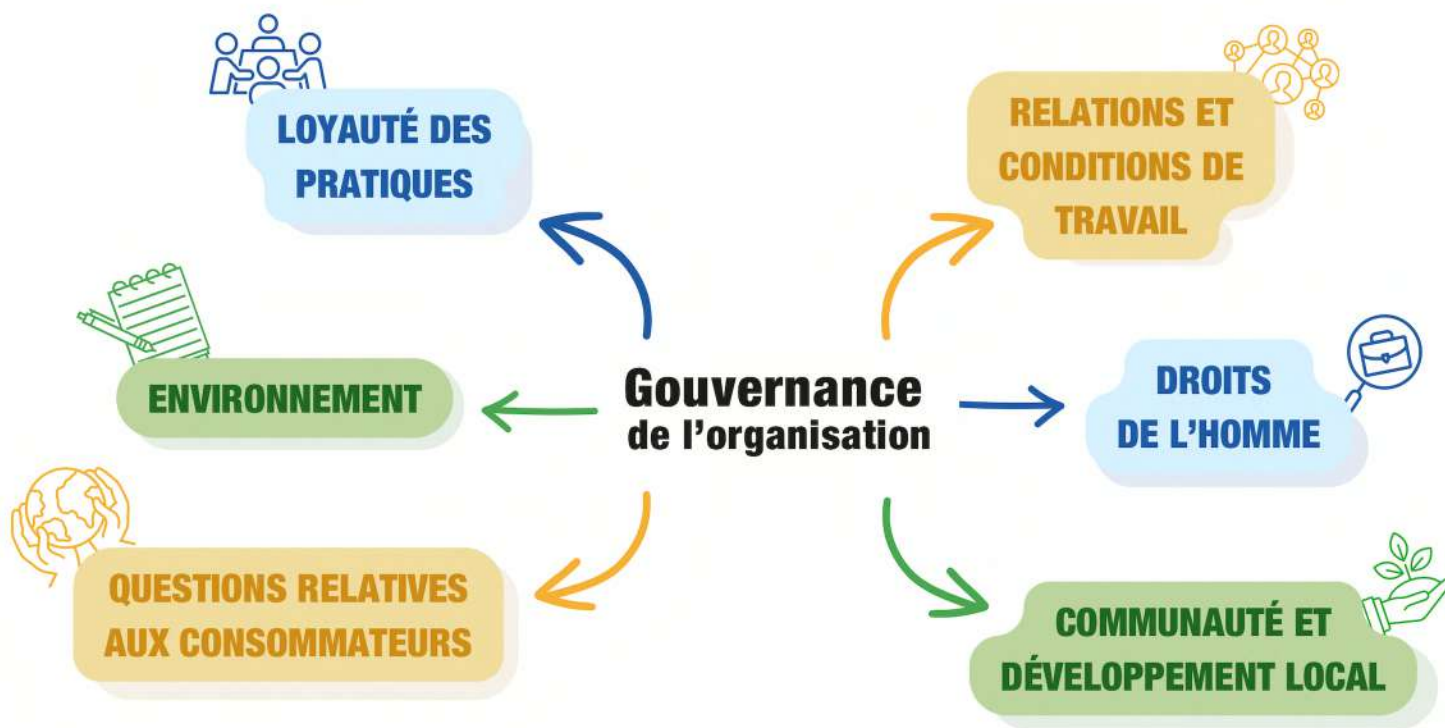 LOYAUTÉ DES
PRATIQUES
RELATIONS ET
CONDITIONS DE
TRAVAIL
ENVIRONNEMENT
Gouvernance
de l'organisation
DROITS
DE L'HOMME
QUESTIONS RELATIVES
AUX CONSOMMATEURS
COMMUNAUTÉ ET
DÉVELOPPEMENT LOCAL